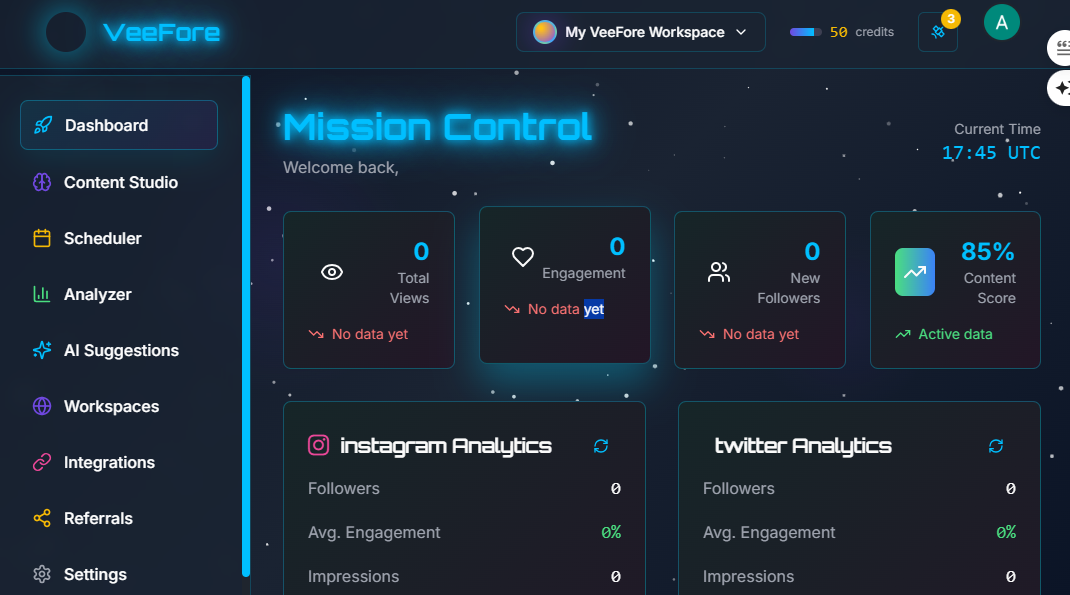 VeeFore
My VeeFore Workspace
50 credits
3
A
Dashboard
Content Studio
Scheduler
Analyzer
AI Suggestions
Workspaces
Integrations
Referrals
Settings
Mission Control
Welcome back,
Current Time
17:45 UTC
0
Total
Views
No data yet
0
Engagement
No data yet
0
New
Followers
No data yet
85%
Content
Score
Active data
instagram Analytics
Followers 0
Avg. Engagement 0%
Impressions 0
twitter Analytics
Followers 0
Avg. Engagement 0%
Impressions 0